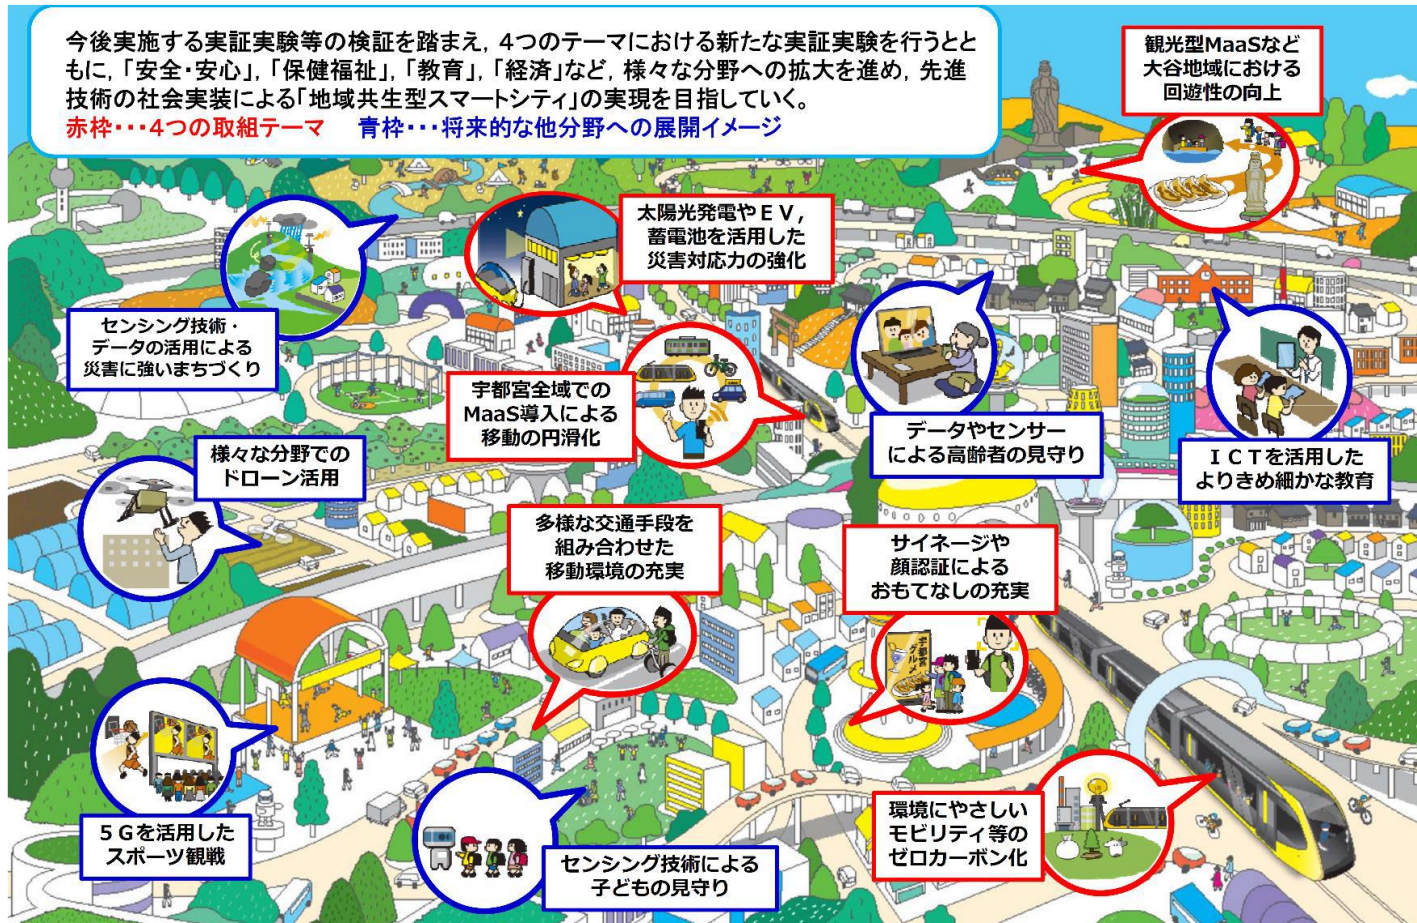 今後実施する実証実験等の検証を踏まえ，４つのテーマにおける新たな実証実験を行うとと
もに，「安全・安心」，「保健福祉」，「教育」，「経済」など，様々な分野への拡大を進め，先進
技術の社会実装による「地域共生型スマートシティ」の実現を目指していく。
赤枠・・・４つの取組テーマ　青枠・・・将来的な他分野への展開イメージ
観光型MaaSなど
大谷地域における
回遊性の向上
太陽光発電やＥＶ，
蓄電池を活用した
災害対応力の強化
センシング技術・
データの活用による
災害に強いまちづくり
宇都宮全域での
MaaS導入による
移動の円滑化
データやセンサー
による高齢者の見守り
ＩＣＴを活用した
よりきめ細かな教育
様々な分野での
ドローン活用
多様な交通手段を
組み合わせた
移動環境の充実
サイネージや
顔認証による
おもてなしの充実
宇都宮
グルメ
５Ｇを活用した
スポーツ観戦
センシング技術による
子どもの見守り
環境にやさしい
モビリティ等の
ゼロカーボン化